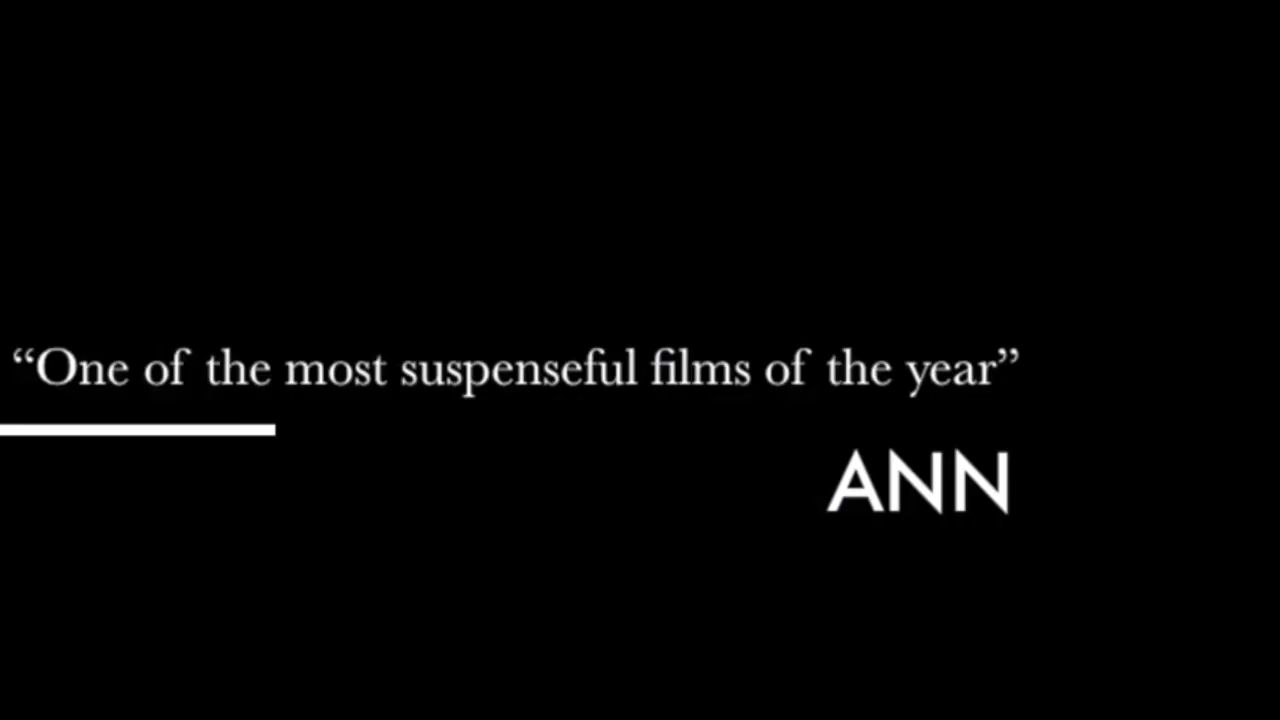 “One of the most suspenseful films of the year”
ANN